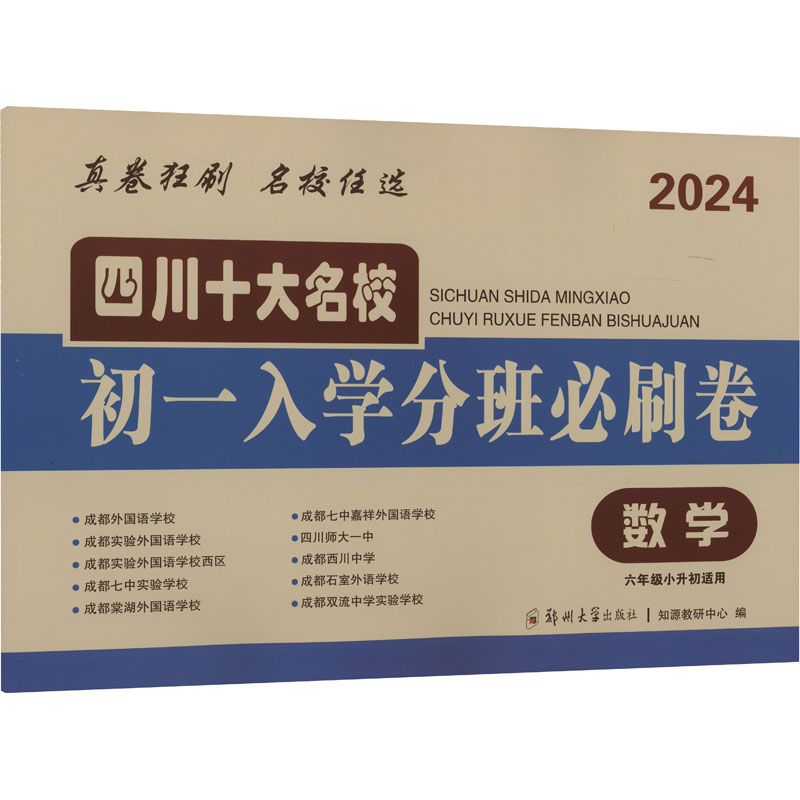 真卷狂刷 名校任选
2024
四川十大名校
SICHUAN SHIDA MINGXIAO
CHUYI RUXUE FENBAN BISHUAJUAN
初一入学分班必刷卷
• 成都外国语学校
• 成都实验外国语学校
• 成都实验外国语学校西区
• 成都七中实验学校
• 成都棠湖外国语学校
• 成都七中嘉祥外国语学校
• 四川师大一中
• 成都西川中学
• 成都石室外语学校
• 成都双流中学实验学校
数学
六年级小升初适用
郑州大学出版社 | 知源教研中心 编